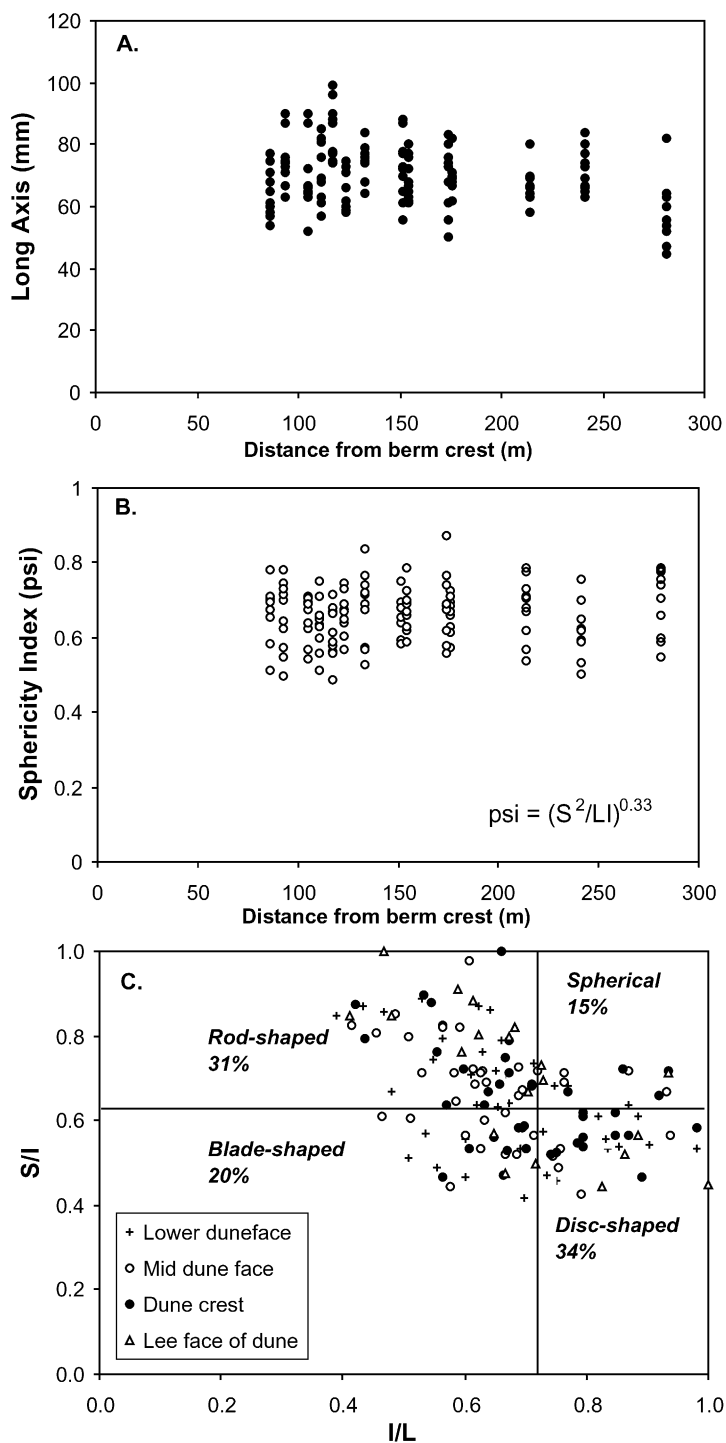 A.
120
100
80
60
40
20
0
Long Axis (mm)
0 50 100 150 200 250 300
Distance from berm crest (m)
B.
1
0.8
0.6
0.4
0.2
0
Sphericity Index (psi)
psi = (S²/LI)^0.33
0 50 100 150 200 250 300
Distance from berm crest (m)
C.
1.0
0.8
0.6
0.4
0.2
0.0
S/I
Spherical
15%
Rod-shaped
31%
Blade-shaped
20%
Disc-shaped
34%
Lower duneface
Mid dune face
Dune crest
Lee face of dune
0.0 0.2 0.4 0.6 0.8 1.0
I/L